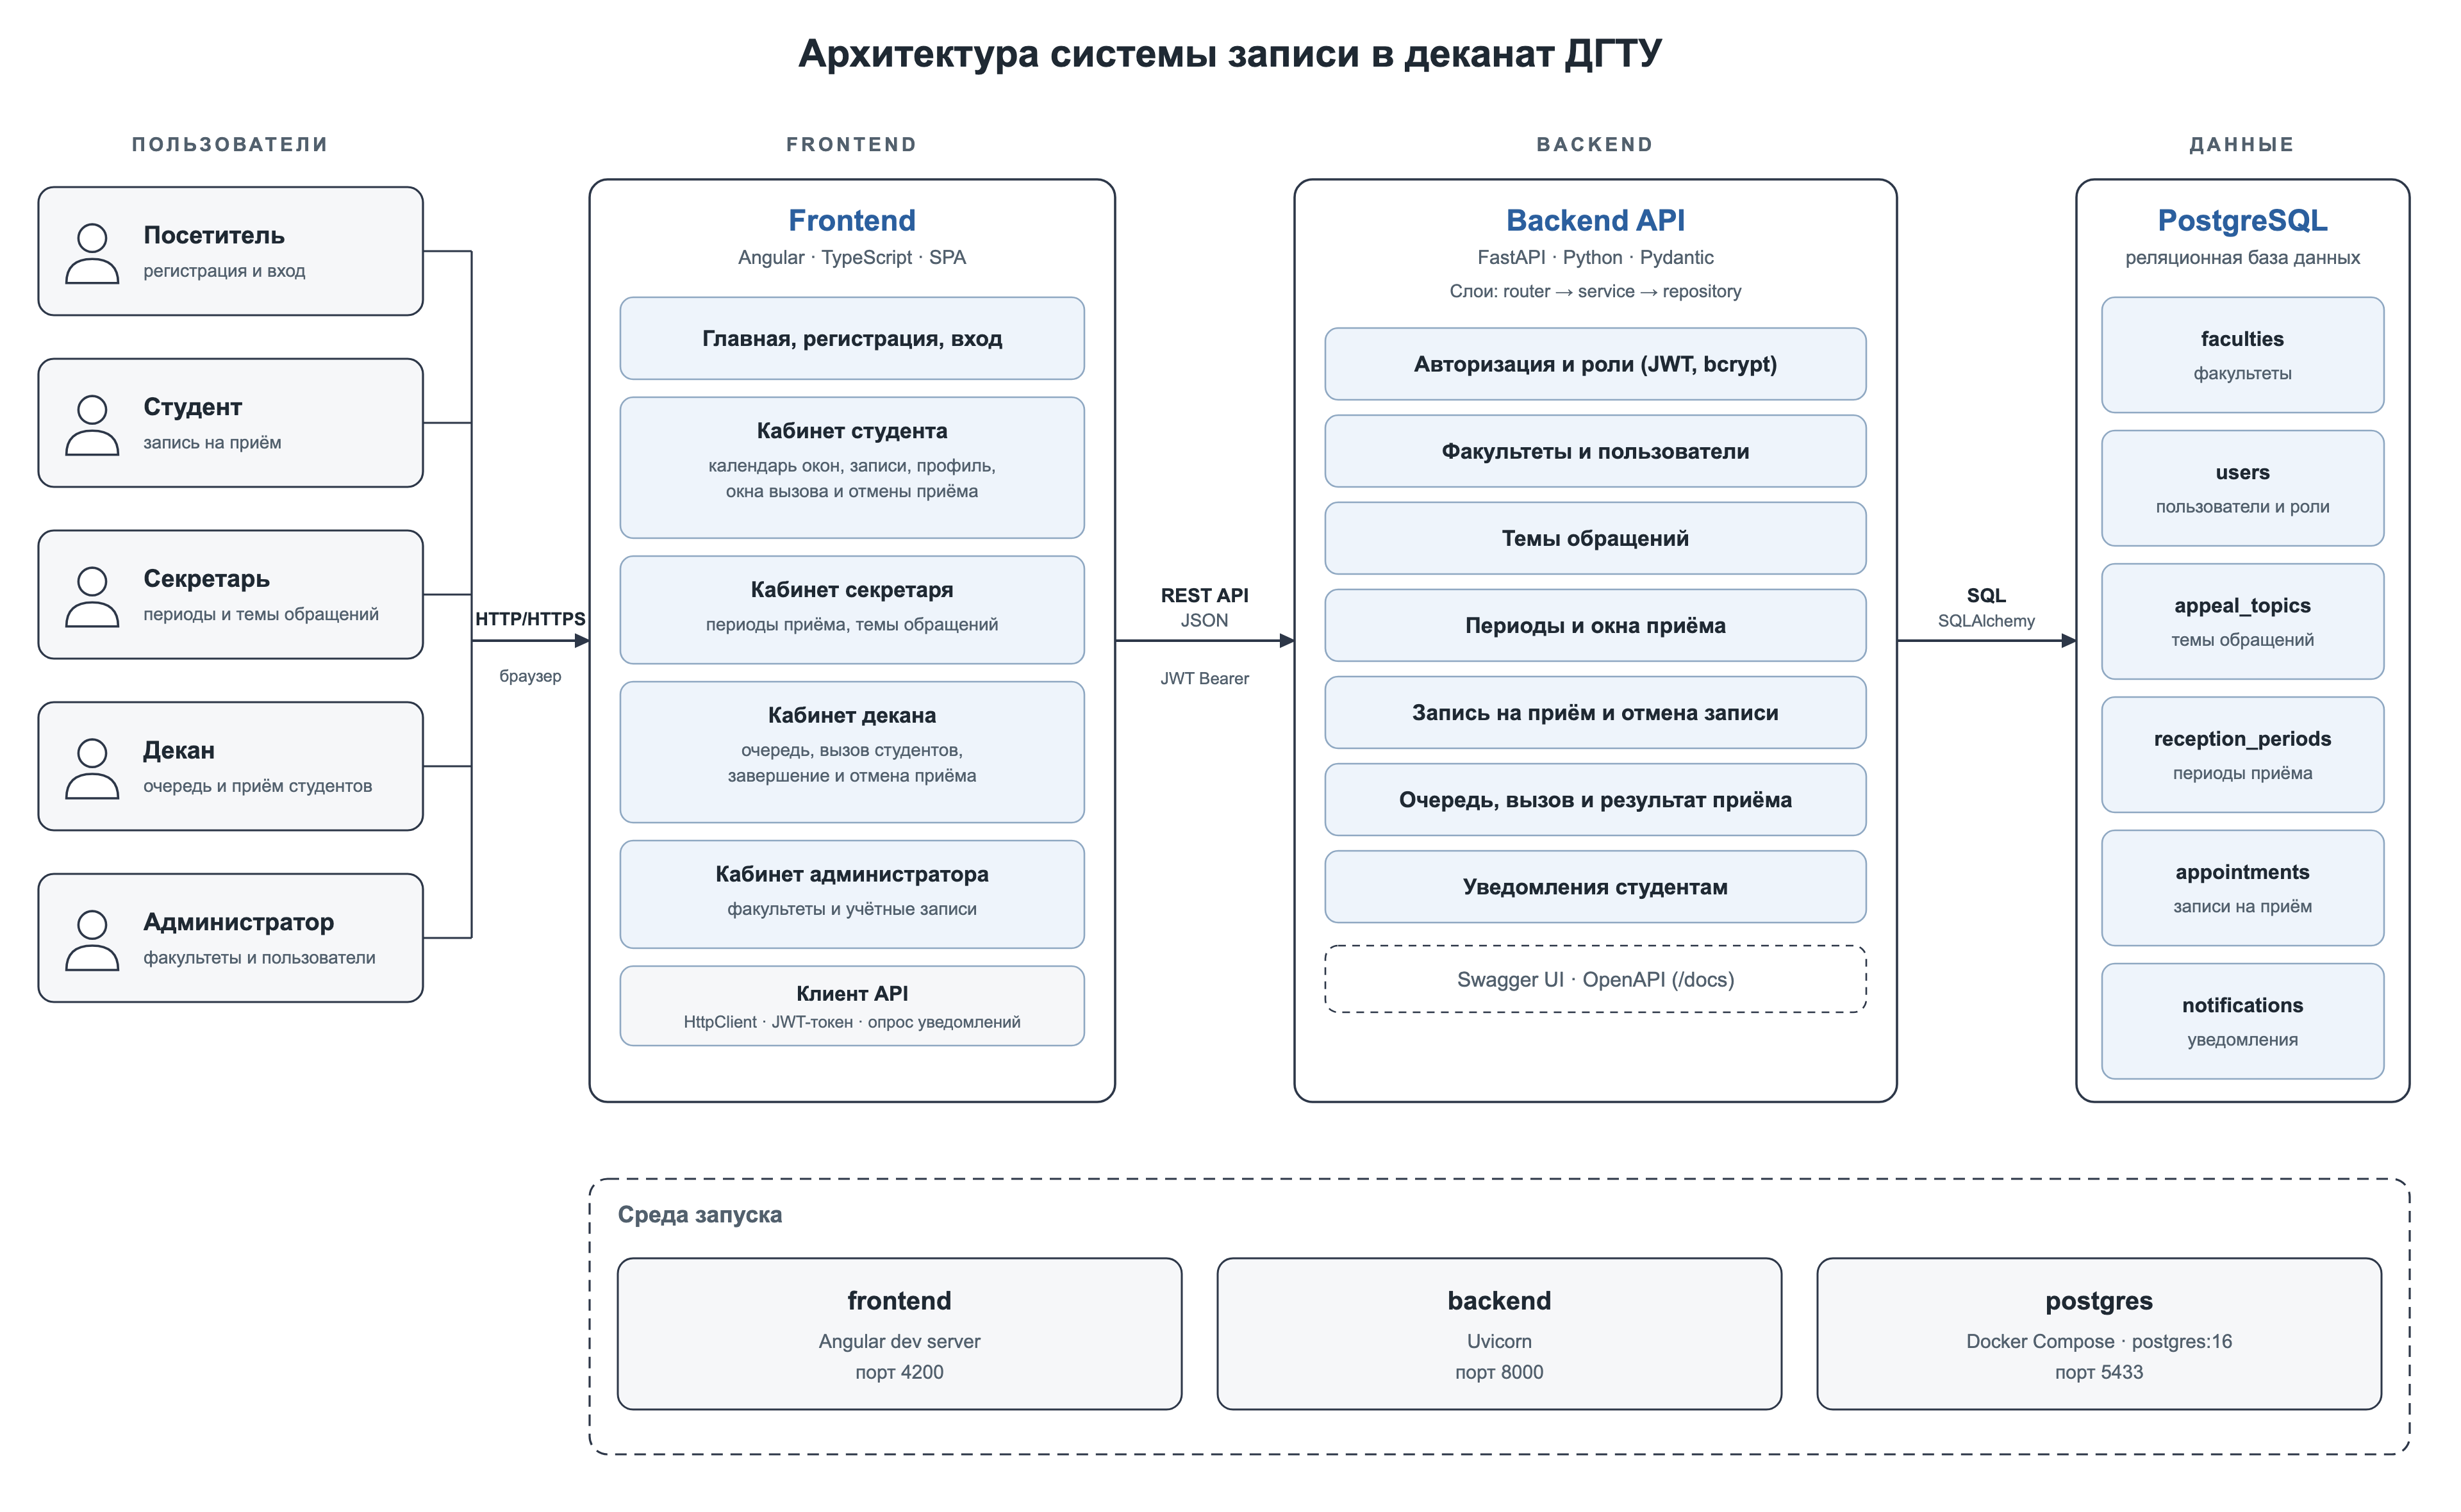 Архитектура системы записи в деканат ДГТУ
ПОЛЬЗОВАТЕЛИ
Посетитель
регистрация и вход
Студент
запись на приём
Секретарь
периоды и темы обращений
Декан
очередь и приём студентов
Администратор
факультеты и пользователи
HTTP/HTTPS
браузер
FRONTEND
Frontend
Angular · TypeScript · SPA
Главная, регистрация, вход
Кабинет студента
календарь окон, записи, профиль,
окна вызова и отмены приёма
Кабинет секретаря
периоды приёма, темы обращений
Кабинет декана
очередь, вызов студентов,
завершение и отмена приёма
Кабинет администратора
факультеты и учётные записи
Клиент API
HttpClient · JWT-токен · опрос уведомлений
REST API
JSON
JWT Bearer
BACKEND
Backend API
FastAPI · Python · Pydantic
Слои: router → service → repository
Авторизация и роли (JWT, bcrypt)
Факультеты и пользователи
Темы обращений
Периоды и окна приёма
Запись на приём и отмена записи
Очередь, вызов и результат приёма
Уведомления студентам
Swagger UI · OpenAPI (/docs)
SQL
SQLAlchemy
ДАННЫЕ
PostgreSQL
реляционная база данных
faculties
факультеты
users
пользователи и роли
appeal_topics
темы обращений
reception_periods
периоды приёма
appointments
записи на приём
notifications
уведомления
Среда запуска
frontend
Angular dev server
порт 4200
backend
Uvicorn
порт 8000
postgres
Docker Compose · postgres:16
порт 5433